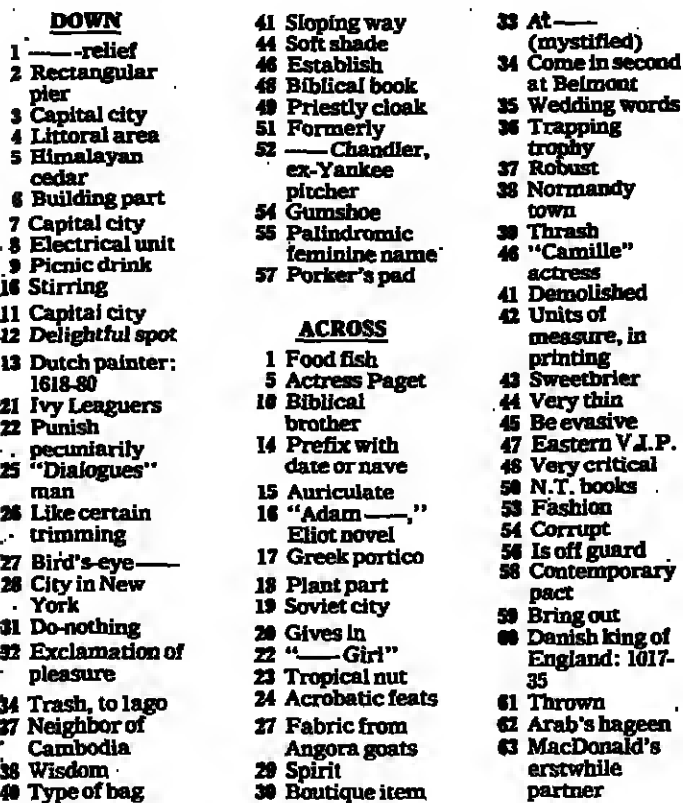 DOWN
1 ——-relief
2 Rectangular
pier
3 Capital city
4 Littoral area
5 Himalayan
cedar
6 Building part
7 Capital city
8 Electrical unit
9 Picnic drink
10 Stirring
11 Capital city
12 Delightful spot
13 Dutch painter:
1618-80
21 Ivy Leaguers
22 Punish
pecuniarily
25 "Dialogues"
man
26 Like certain
trimming
27 Bird's-eye——
28 City in New
York
31 Do-nothing
32 Exclamation of
pleasure
34 Trash, to Iago
37 Neighbor of
Cambodia
38 Wisdom
40 Type of bag
41 Sloping way
44 Soft shade
46 Establish
48 Biblical book
49 Priestly cloak
51 Formerly
52 ——Chandler,
ex-Yankee
pitcher
54 Gumshoe
55 Palindromic
feminine name
57 Porker's pad
ACROSS
1 Food fish
5 Actress Paget
10 Biblical
brother
14 Prefix with
date or nave
15 Auriculate
16 "Adam——,"
Eliot novel
17 Greek portico
18 Plant part
19 Soviet city
20 Gives in
22 "——Girl"
23 Tropical nut
24 Acrobatic feats
27 Fabric from
Angora goats
29 Spirit
30 Boutique item
33 At——
(mystified)
34 Come in second
at Belmont
35 Wedding words
36 Trapping
trophy
37 Robust
38 Normandy
town
39 Thrash
40 "Camille"
actress
41 Demolished
42 Units of
measure, in
printing
43 Sweetbrier
44 Very thin
45 Be evasive
47 Eastern V.I.P.
48 Very critical
50 N.T. books
53 Fashion
54 Corrupt
56 Is off guard
58 Contemporary
pact
59 Bring out
60 Danish king of
England: 1017-
35
61 Thrown
62 Arab's hageen
63 MacDonald's
erstwhile
partner